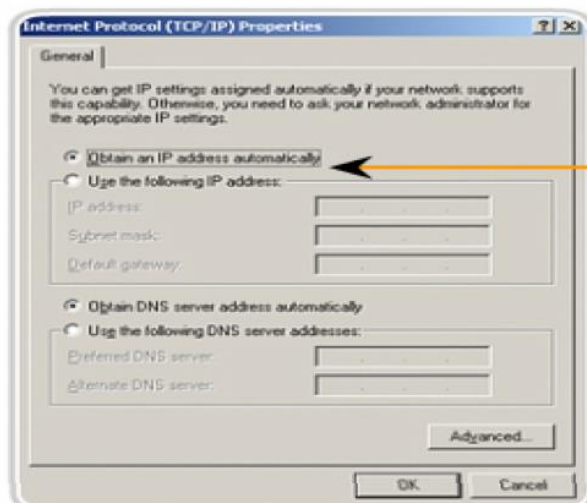 Internet Protocol (TCP/IP) Properties
General
You can get IP settings assigned automatically if your network supports
this capability. Otherwise, you need to ask your network administrator for
the appropriate IP settings.
Obtain an IP address automatically
Use the following IP address:
IP address:
Subnet mask:
Default gateway:
Obtain DNS server address automatically
Use the following DNS server addresses:
Preferred DNS server:
Alternate DNS server:
Advanced...
OK
Cancel